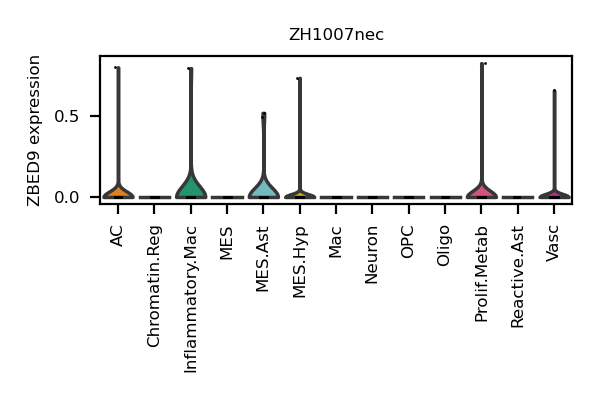 ZH1007nec
ZBED9 expression
0.5
0.0
AC
Chromatin.Reg
Inflammatory.Mac
MES
MES.Ast
MES.Hyp
Mac
Neuron
OPC
Oligo
Prolif.Metab
Reactive.Ast
Vasc